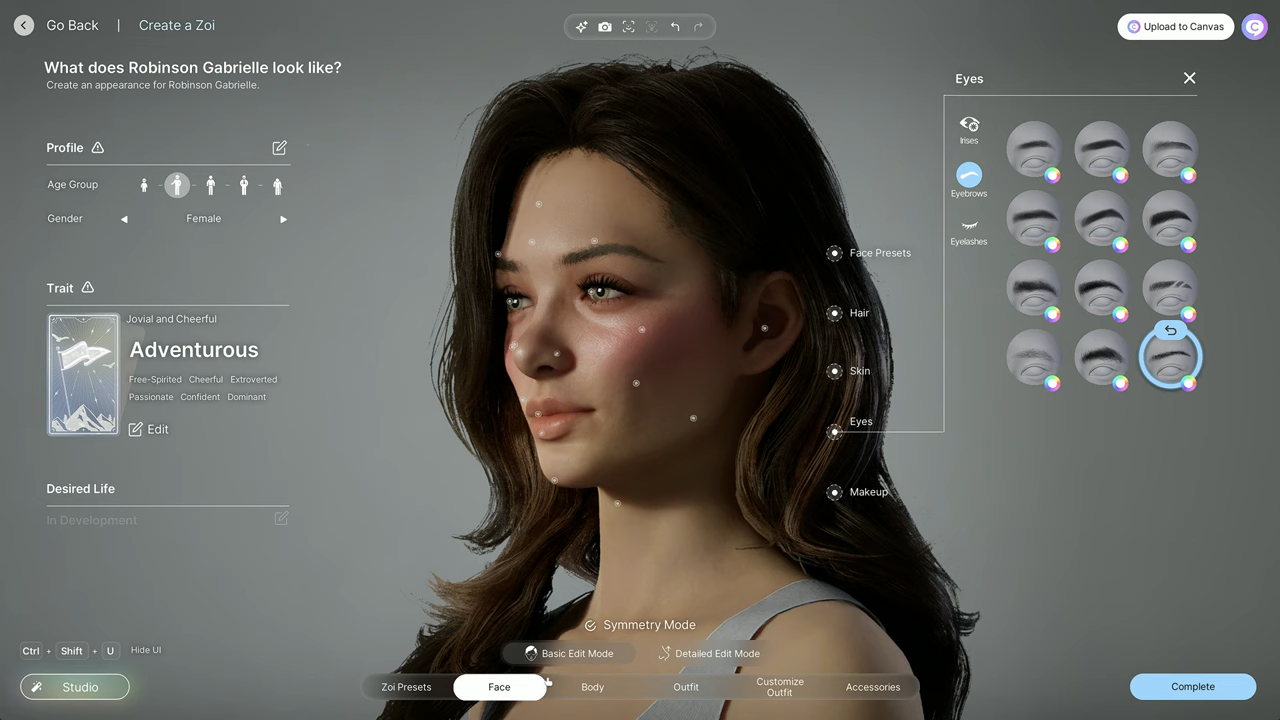 Go Back | Create a Zoi
Upload to Canvas
What does Robinson Gabrielle look like?
Create an appearance for Robinson Gabrielle.
Profile
Age Group
Gender
Female
Trait
Jovial and Cheerful
Adventurous
Free-Spirited Cheerful Extroverted
Passionate Confident Dominant
Edit
Desired Life
In Development
Face Presets
Hair
Skin
Eyes
Makeup
Eyes
Irises
Eyebrows
Eyelashes
Symmetry Mode
Basic Edit Mode
Detailed Edit Mode
Ctrl + Shift + U Hide UI
Studio
Zoi Presets
Face
Body
Outfit
Customize
Outfit
Accessories
Complete